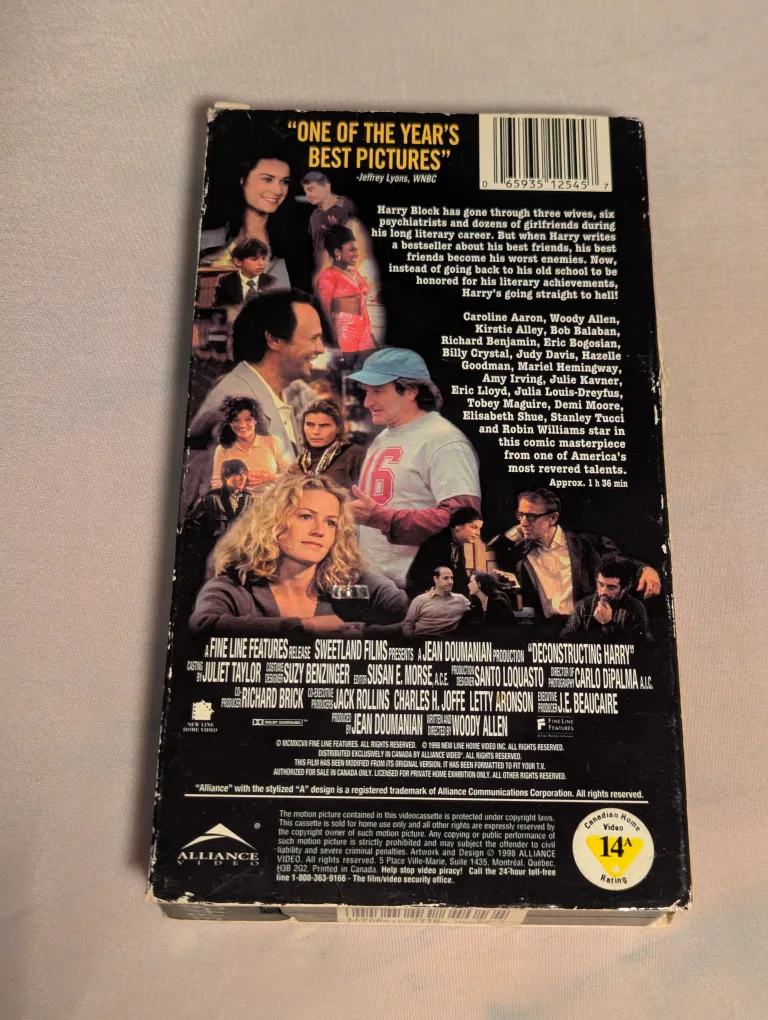 "ONE OF THE YEAR'S
BEST PICTURES"
-Jeffrey Lyons, WNBC
0 65935 12545 7
Harry Block has gone through three wives, six
psychiatrists and dozens of girlfriends during
his long literary career. But when Harry writes
a bestseller about his best friends, his best
friends become his worst enemies. Now,
instead of going back to his old school to be
honored for his literary achievements,
Harry's going straight to hell!
Caroline Aaron, Woody Allen,
Kirstie Alley, Bob Balaban,
Richard Benjamin, Eric Bogosian,
Billy Crystal, Judy Davis, Hazelle
Goodman, Mariel Hemingway,
Amy Irving, Julie Kavner,
Eric Lloyd, Julia Louis-Dreyfus,
Tobey Maguire, Demi Moore,
Elisabeth Shue, Stanley Tucci
and Robin Williams star in
this comic masterpiece
from one of America's
most revered talents.
Approx. 1 h 36 min
16
A FINE LINE FEATURES RELEASE SWEETLAND FILMS PRESENTS A JEAN DOUMANIAN PRODUCTION "DECONSTRUCTING HARRY"
CASTING BY JULIET TAYLOR COSTUME DESIGNER SUZY BENZINGER EDITOR SUSAN E. MORSE A.C.E. PRODUCTION DESIGNER SANTO LOQUASTO DIRECTOR OF PHOTOGRAPHY CARLO DiPALMA A.I.C.
CO-PRODUCER RICHARD BRICK CO-EXECUTIVE PRODUCERS JACK ROLLINS CHARLES H. JOFFE LETTY ARONSON EXECUTIVE PRODUCER J.E. BEAUCAIRE
PRODUCED BY JEAN DOUMANIAN WRITTEN AND DIRECTED BY WOODY ALLEN
NEW LINE
HOME VIDEO
DOLBY SURROUND
FINE LINE
FEATURES
© MCMXCVII FINE LINE FEATURES. ALL RIGHTS RESERVED. © 1998 NEW LINE HOME VIDEO INC. ALL RIGHTS RESERVED.
DISTRIBUTED EXCLUSIVELY IN CANADA BY ALLIANCE VIDEO®. ALL RIGHTS RESERVED.
THIS FILM HAS BEEN MODIFIED FROM ITS ORIGINAL VERSION. IT HAS BEEN FORMATTED TO FIT YOUR T.V.
AUTHORIZED FOR SALE IN CANADA ONLY. LICENSED FOR PRIVATE HOME EXHIBITION ONLY. ALL OTHER RIGHTS RESERVED.
"Alliance" with the stylized "A" design is a registered trademark of Alliance Communications Corporation. All rights reserved.
ALLIANCE ®
VIDEO
The motion picture contained in this videocassette is protected under copyright laws.
This cassette is sold for home use only and all other rights are expressly reserved by
the copyright owner of such motion picture. Any copying or public performance of
such motion picture is strictly prohibited and may subject the offender to civil
liability and severe criminal penalties. Artwork and Design © 1998 ALLIANCE
VIDEO. All rights reserved. 5 Place Ville-Marie, Suite 1435, Montréal, Québec,
H3B 2G2. Printed in Canada. Help stop video piracy! Call the 24-hour toll-free
line 1-800-363-9166 - The film/video security office.
Canadian Home
Video
14A
Rating